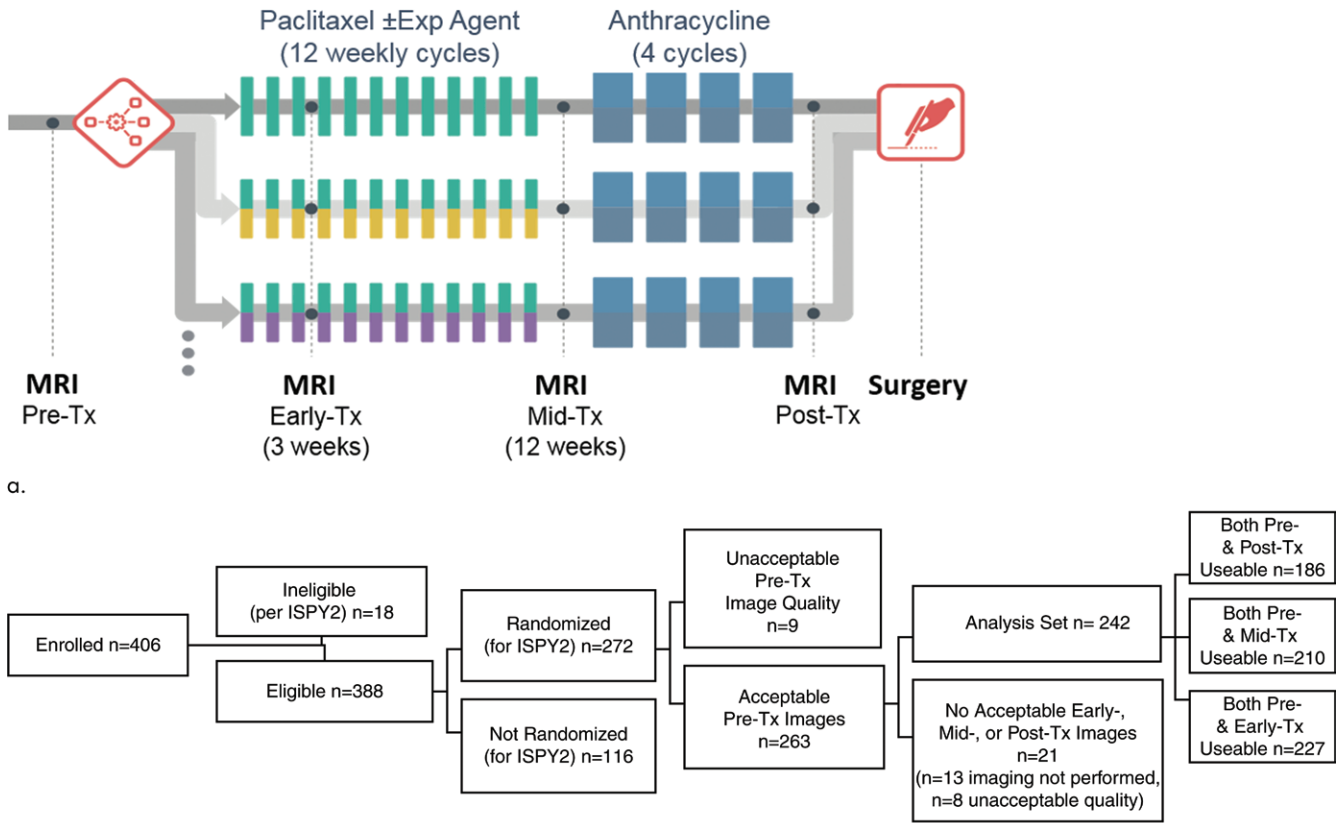 Paclitaxel ±Exp Agent
(12 weekly cycles)
Anthracycline
(4 cycles)
MRI
Pre-Tx
MRI
Early-Tx
(3 weeks)
MRI
Mid-Tx
(12 weeks)
MRI
Post-Tx
Surgery
a.
Enrolled n=406
Ineligible
(per ISPY2) n=18
Eligible n=388
Randomized
(for ISPY2) n=272
Not Randomized
(for ISPY2) n=116
Unacceptable
Pre-Tx
Image Quality
n=9
Acceptable
Pre-Tx Images
n=263
Analysis Set n= 242
No Acceptable Early-,
Mid-, or Post-Tx Images
n=21
(n=13 imaging not performed,
n=8 unacceptable quality)
Both Pre-
& Post-Tx
Useable n=186
Both Pre-
& Mid-Tx
Useable n=210
Both Pre-
& Early-Tx
Useable n=227